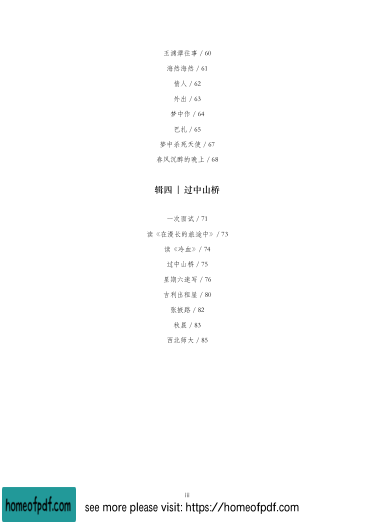 王浦潭往事 / 60
海然海然 / 61
情人 / 62
外出 / 63
梦中作 / 64
艺札 / 65
梦中杀死天使 / 67
春风沉醉的晚上 / 68
辑四 | 过中山桥
一次面试 / 71
读《在漫长的旅途中》 / 73
读《冷血》 / 74
过中山桥 / 75
星期六速写 / 76
吉利出租屋 / 80
张掖路 / 82
秋晨 / 83
西北师大 / 85
iii
homeofpdf.com see more please visit: https://homeofpdf.com